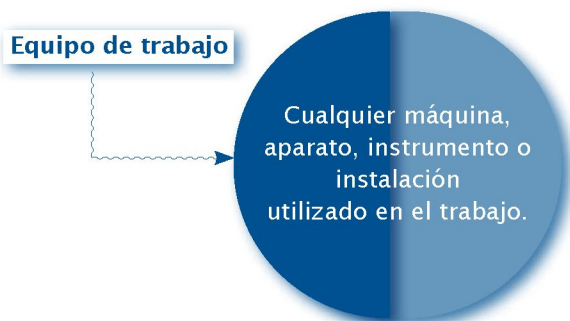 Equipo de trabajo
Cualquier máquina,
aparato, instrumento o
instalación
utilizado en el trabajo.